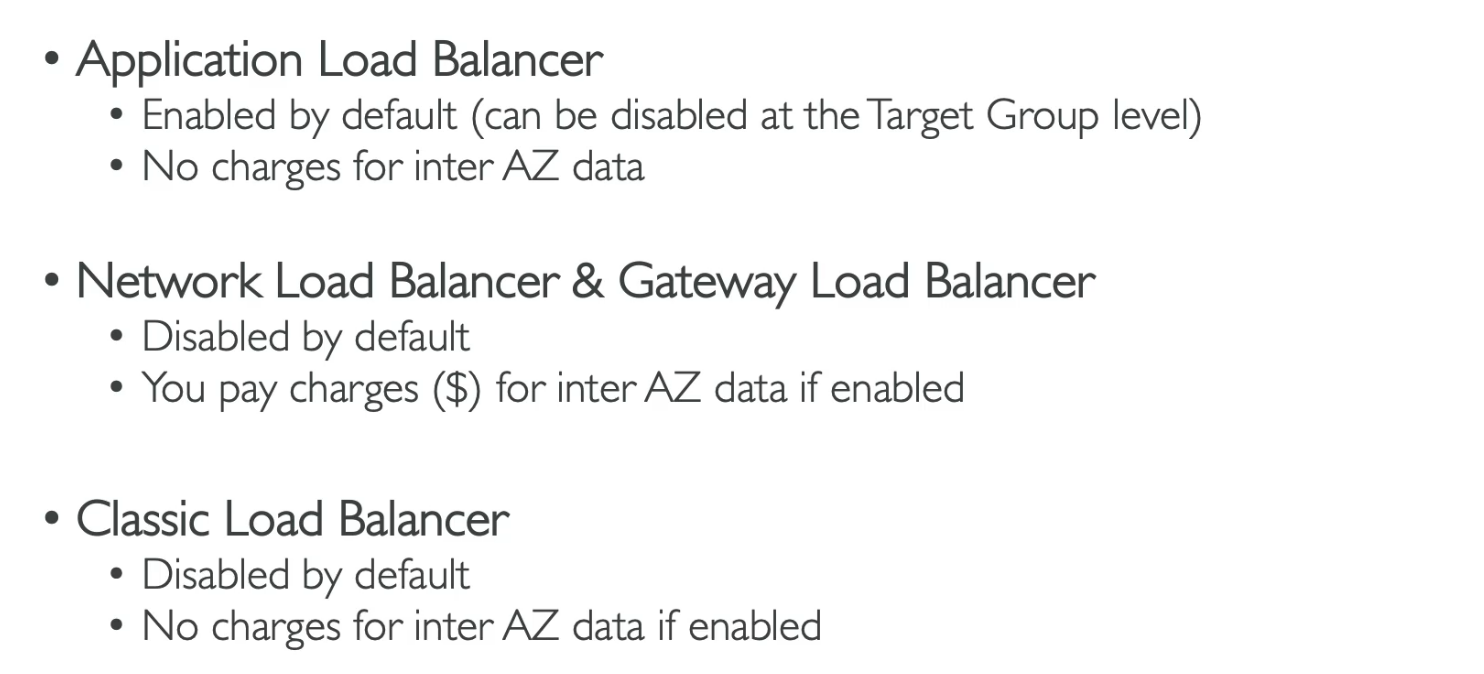 • Application Load Balancer
• Enabled by default (can be disabled at the Target Group level)
• No charges for inter AZ data
• Network Load Balancer & Gateway Load Balancer
• Disabled by default
• You pay charges ($) for inter AZ data if enabled
• Classic Load Balancer
• Disabled by default
• No charges for inter AZ data if enabled